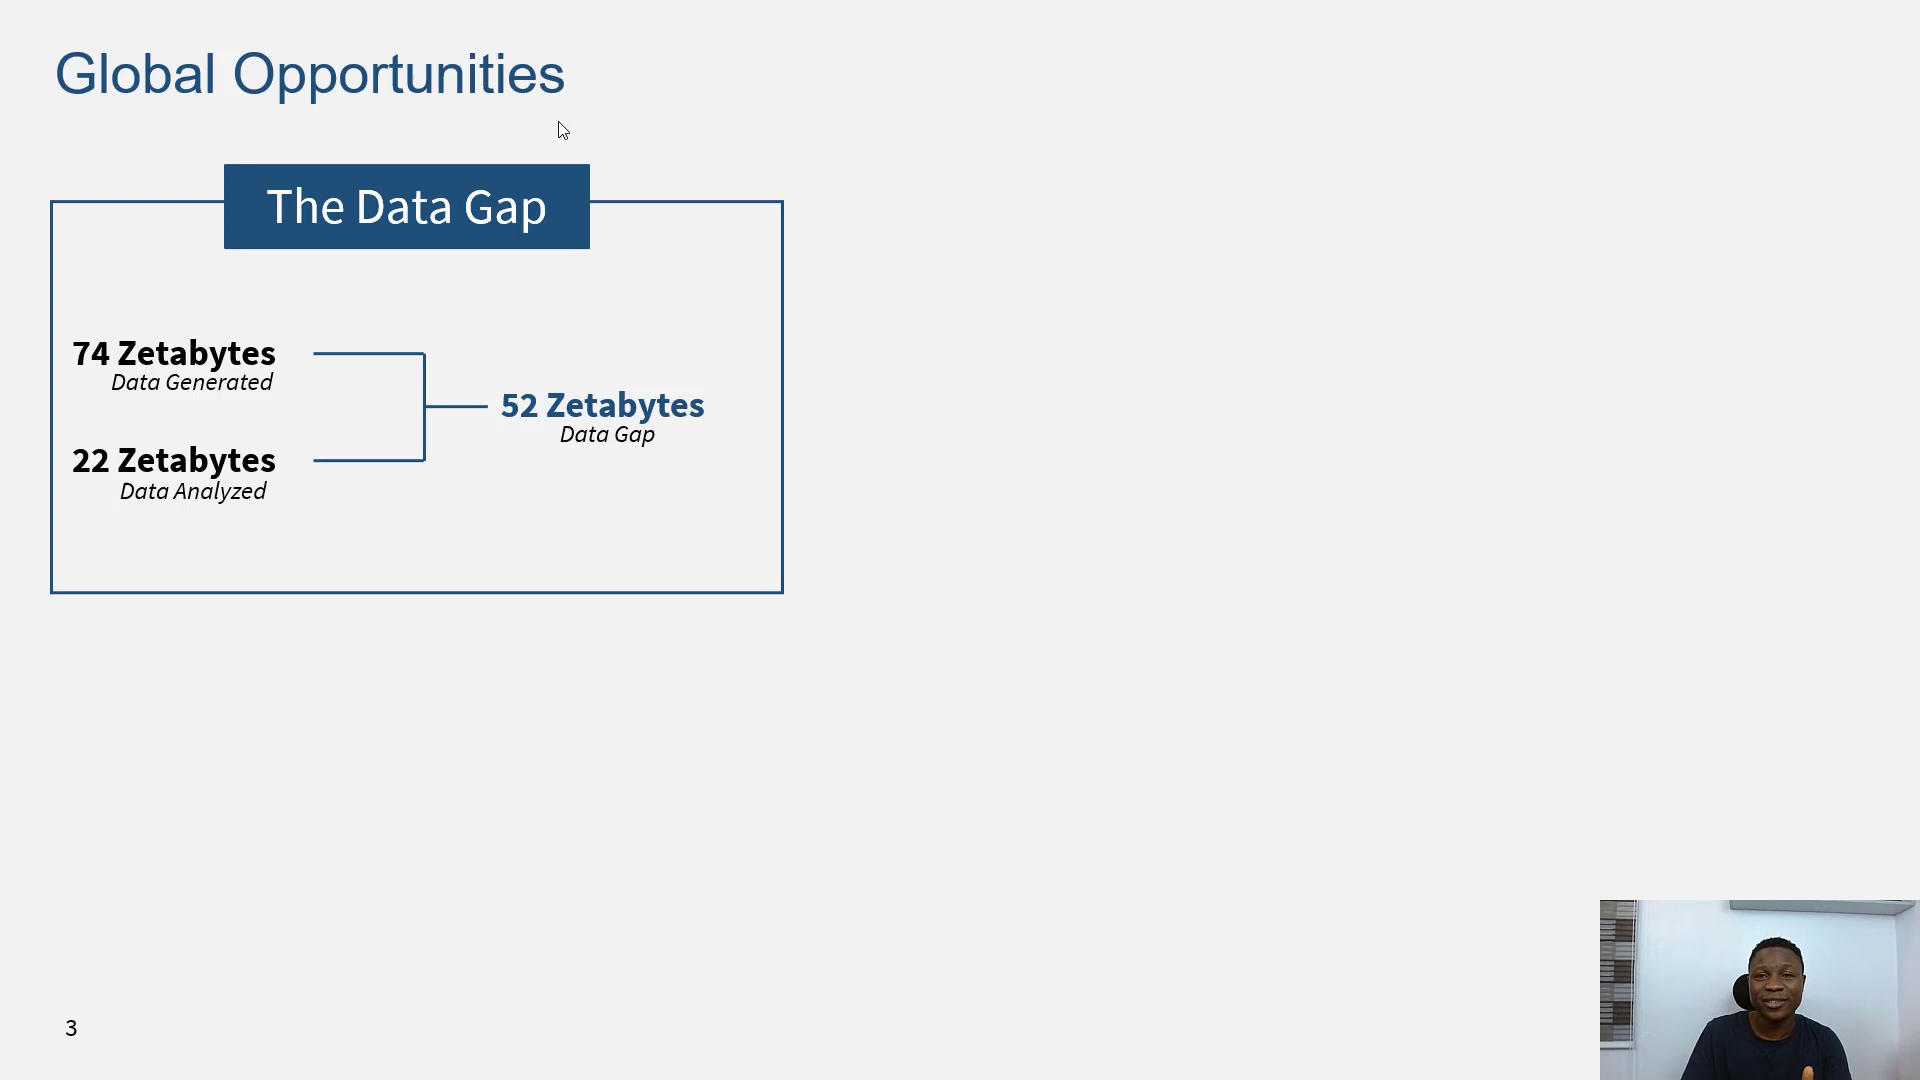 Global Opportunities
The Data Gap
74 Zetabytes
Data Generated
52 Zetabytes
Data Gap
22 Zetabytes
Data Analyzed
3